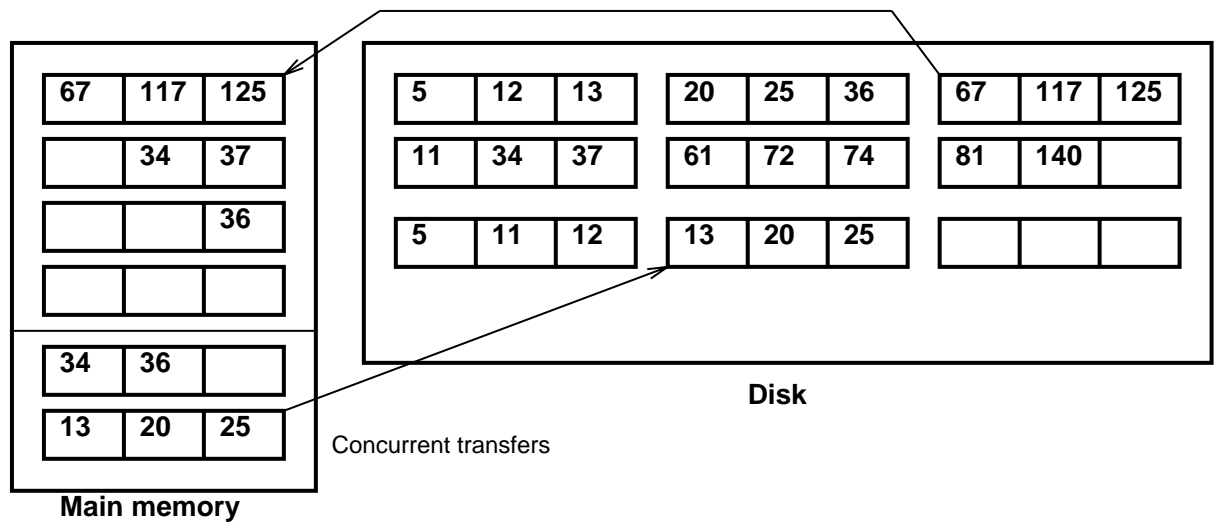 67 117 125
34 37
36
34 36
13 20 25
Main memory
5 12 13 20 25 36 67 117 125
11 34 37 61 72 74 81 140
5 11 12 13 20 25
Disk
Concurrent transfers